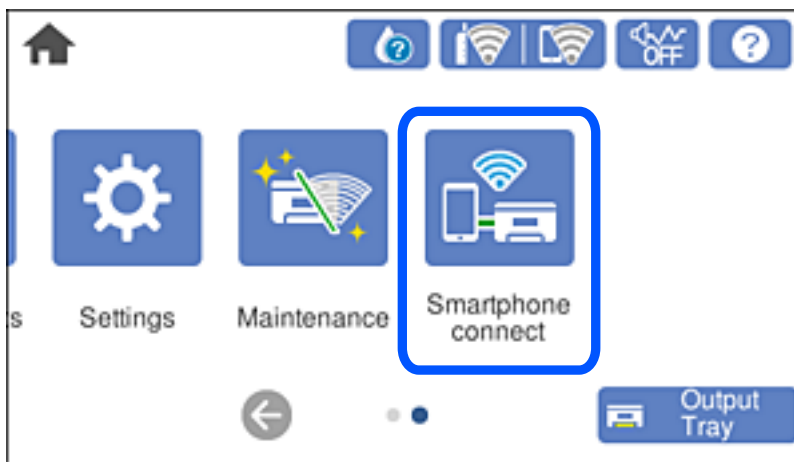 ?
OFF
?
s
Settings
Maintenance
Smartphone
connect
Output
Tray